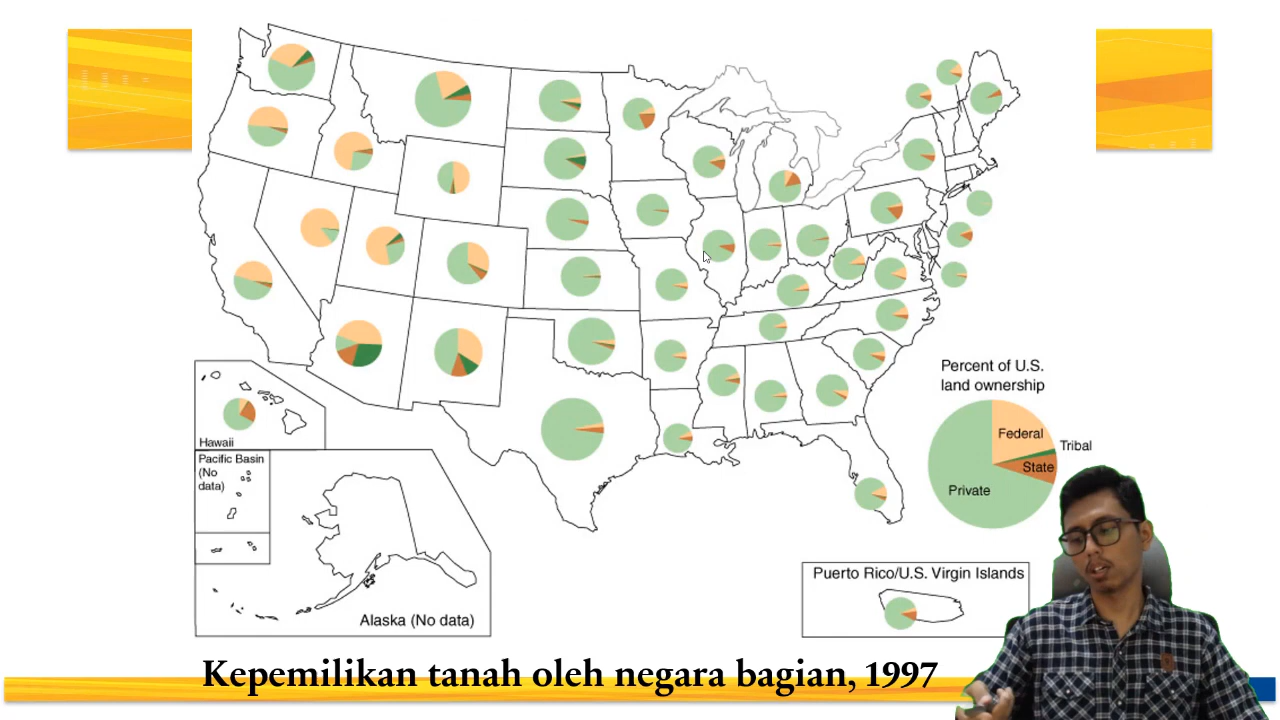 Percent of U.S.
land ownership
Federal
Tribal
State
Private
Hawaii
Pacific Basin
(No
data)
Alaska (No data)
Puerto Rico/U.S. Virgin Islands
Kepemilikan tanah oleh negara bagian, 1997